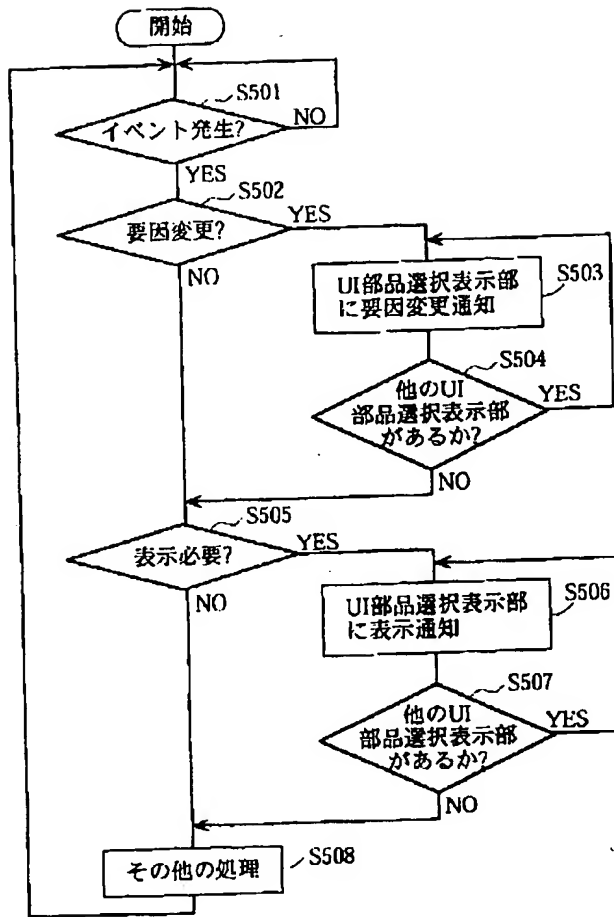 開始
S501
イベント発生?
NO
YES
S502
要因変更?
YES
NO
UI部品選択表示部
に要因変更通知
S503
S504
他のUI
部品選択表示部
があるか?
YES
NO
S505
表示必要?
YES
NO
UI部品選択表示部
に表示通知
S506
S507
他のUI
部品選択表示部
があるか?
YES
NO
その他の処理
S508